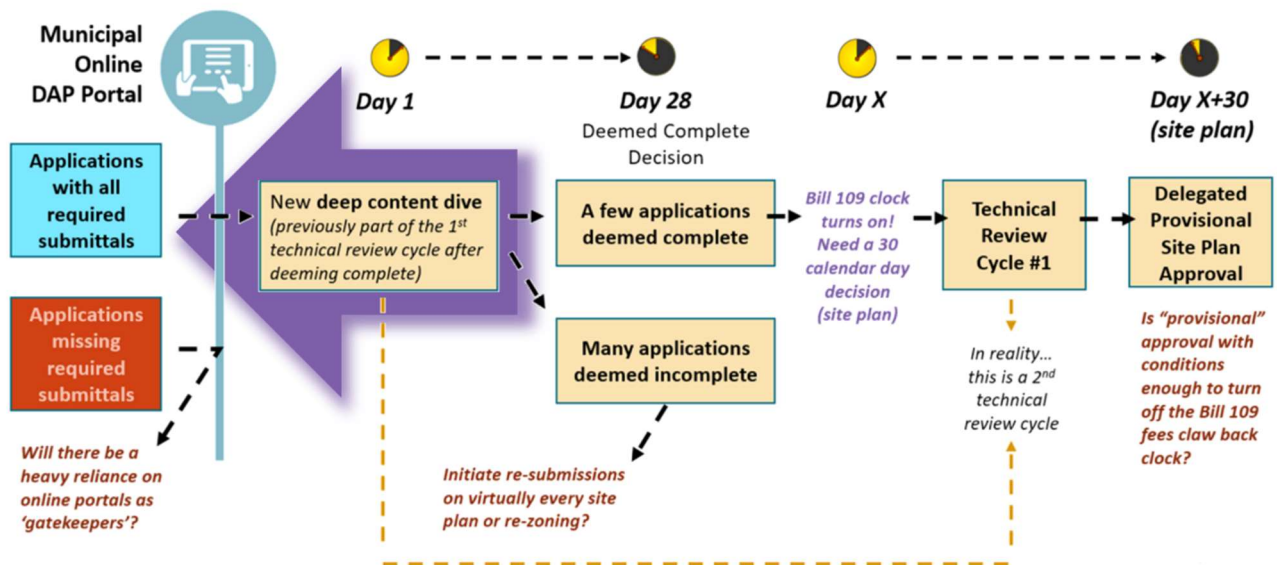 Municipal
Online
DAP Portal
Day 1
Day 28
Deemed Complete
Decision
Day X
Day X+30
(site plan)
Applications
with all
required
submittals
New deep content dive
(previously part of the 1st
technical review cycle after
deeming complete)
A few applications
deemed complete
Bill 109 clock
turns on!
Need a 30
calendar day
decision
(site plan)
Technical
Review
Cycle #1
Delegated
Provisional
Site Plan
Approval
Applications
missing
required
submittals
Many applications
deemed incomplete
In reality...
this is a 2nd
technical
review cycle
Is “provisional”
approval with
conditions
enough to turn
off the Bill 109
fees claw back
clock?
Will there be a
heavy reliance on
online portals as
‘gatekeepers’?
Initiate re-submissions
on virtually every site
plan or re-zoning?